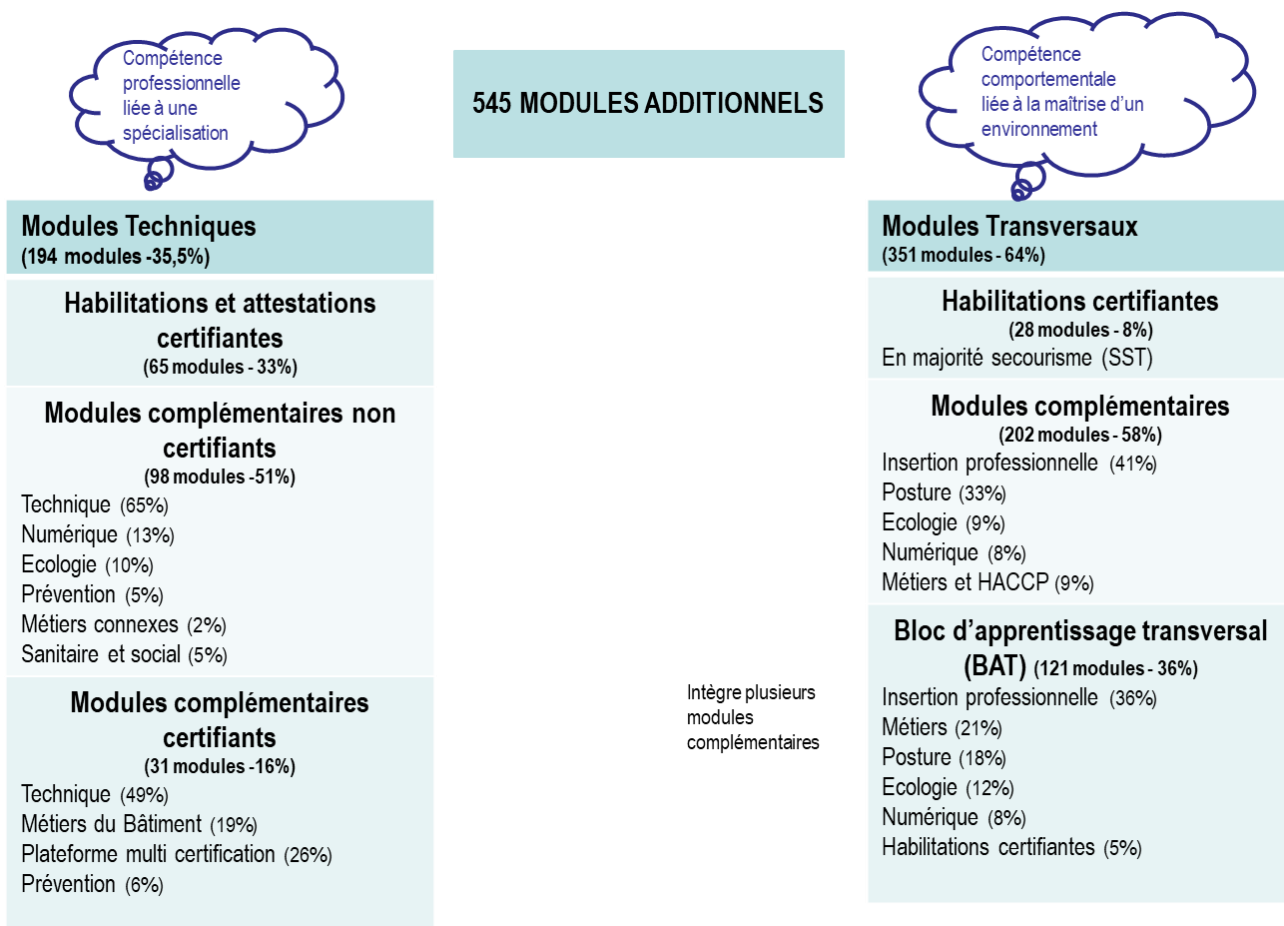 Compétence
professionnelle
liée à une
spécialisation
545 MODULES ADDITIONNELS
Compétence
comportementale
liée à la maîtrise d'un
environnement
Modules Techniques
(194 modules -35,5%)
Habilitations et attestations
certifiantes
(65 modules - 33%)
Modules complémentaires non
certifiants
(98 modules -51%)
Technique (65%)
Numérique (13%)
Ecologie (10%)
Prévention (5%)
Métiers connexes (2%)
Sanitaire et social (5%)
Modules complémentaires
certifiants
(31 modules -16%)
Technique (49%)
Métiers du Bâtiment (19%)
Plateforme multi certification (26%)
Prévention (6%)
Intègre plusieurs
modules
complémentaires
Modules Transversaux
(351 modules - 64%)
Habilitations certifiantes
(28 modules - 8%)
En majorité secourisme (SST)
Modules complémentaires
(202 modules - 58%)
Insertion professionnelle (41%)
Posture (33%)
Ecologie (9%)
Numérique (8%)
Métiers et HACCP (9%)
Bloc d'apprentissage transversal
(BAT) (121 modules - 36%)
Insertion professionnelle (36%)
Métiers (21%)
Posture (18%)
Ecologie (12%)
Numérique (8%)
Habilitations certifiantes (5%)